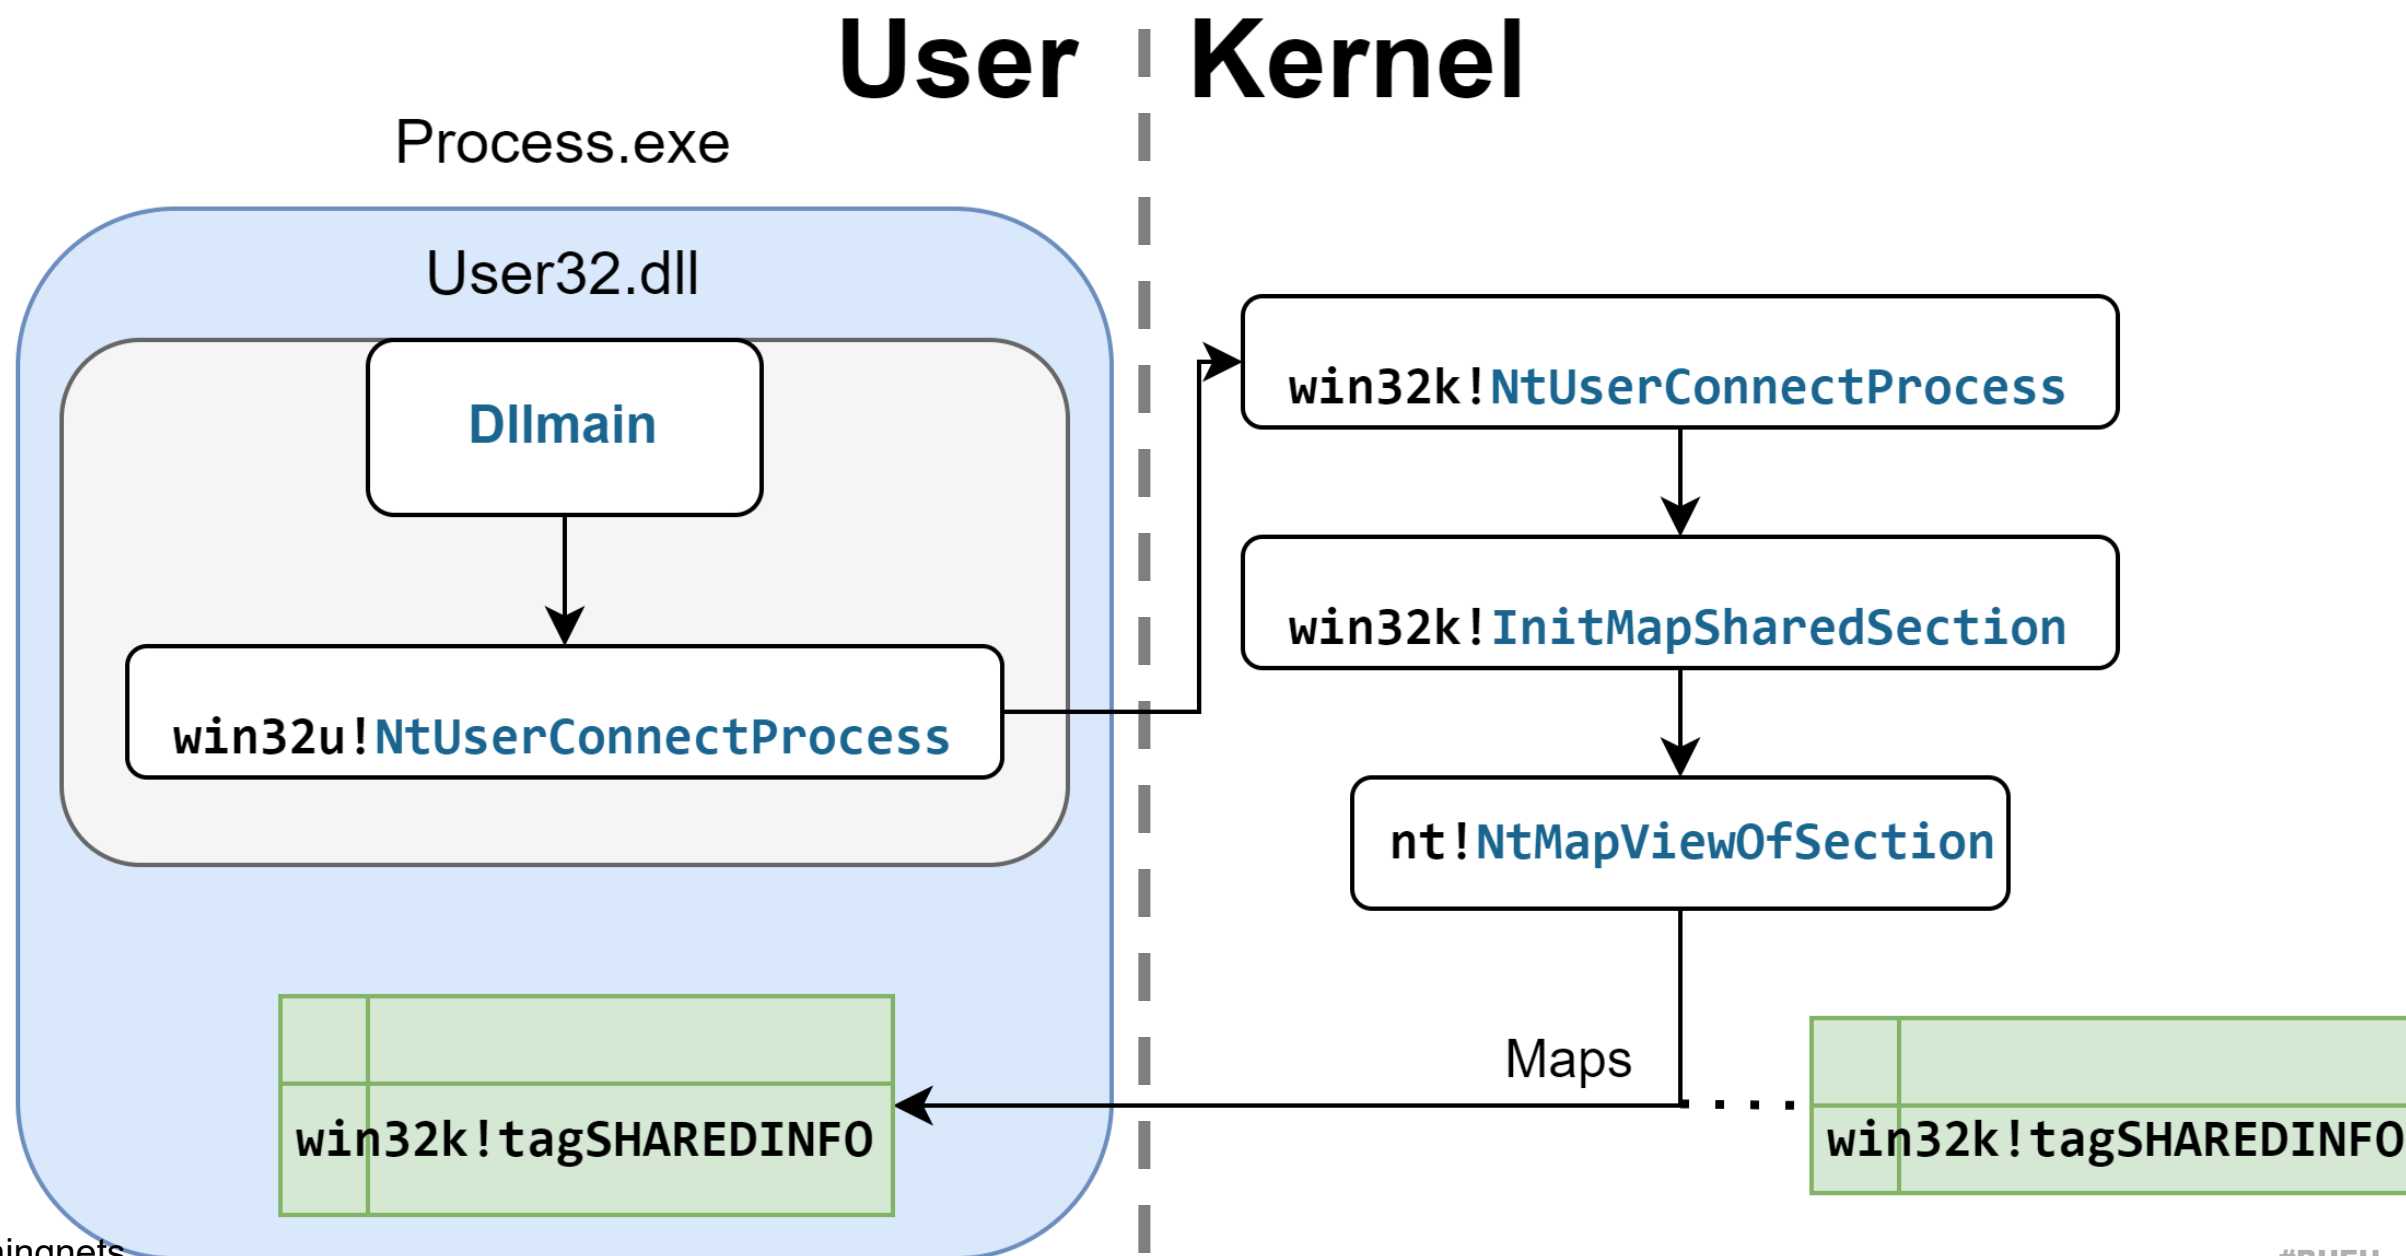 User Kernel
Process.exe
User32.dll
Dllmain
win32u!NtUserConnectProcess
win32k!NtUserConnectProcess
win32k!InitMapSharedSection
nt!NtMapViewOfSection
Maps
win32k!tagSHAREDINFO
win32k!tagSHAREDINFO